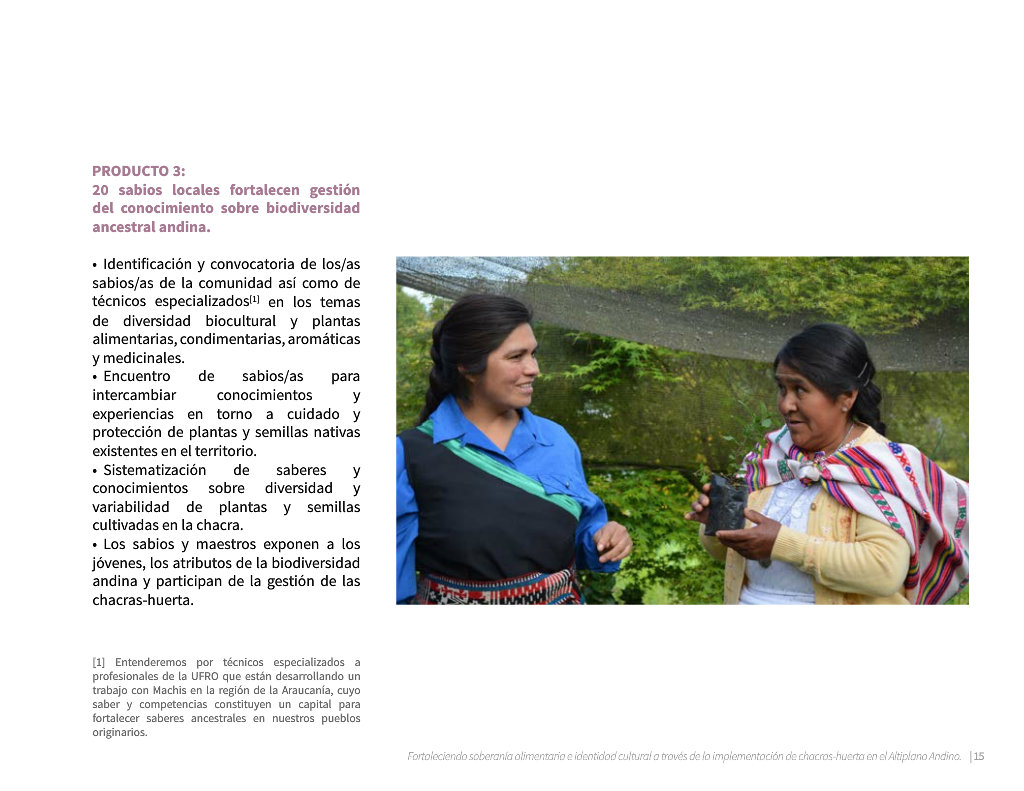 PRODUCTO 3:
20 sabios locales fortalecen gestión
del conocimiento sobre biodiversidad
ancestral andina.
• Identificación y convocatoria de los/as
sabios/as de la comunidad así como de
técnicos especializados[1] en los temas
de diversidad biocultural y plantas
alimentarias, condimentarias, aromáticas
y medicinales.
• Encuentro de sabios/as para
intercambiar conocimientos y
experiencias en torno a cuidado y
protección de plantas y semillas nativas
existentes en el territorio.
• Sistematización de saberes y
conocimientos sobre diversidad y
variabilidad de plantas y semillas
cultivadas en la chacra.
• Los sabios y maestros exponen a los
jóvenes, los atributos de la biodiversidad
andina y participan de la gestión de las
chacras-huerta.
[1] Entenderemos por técnicos especializados a
profesionales de la UFRO que están desarrollando un
trabajo con Machis en la región de la Araucanía, cuyo
saber y competencias constituyen un capital para
fortalecer saberes ancestrales en nuestros pueblos
originarios.
Fortaleciendo soberanía alimentaria e identidad cultural a través de la implementación de chacras-huerta en el Altiplano Andino. |15